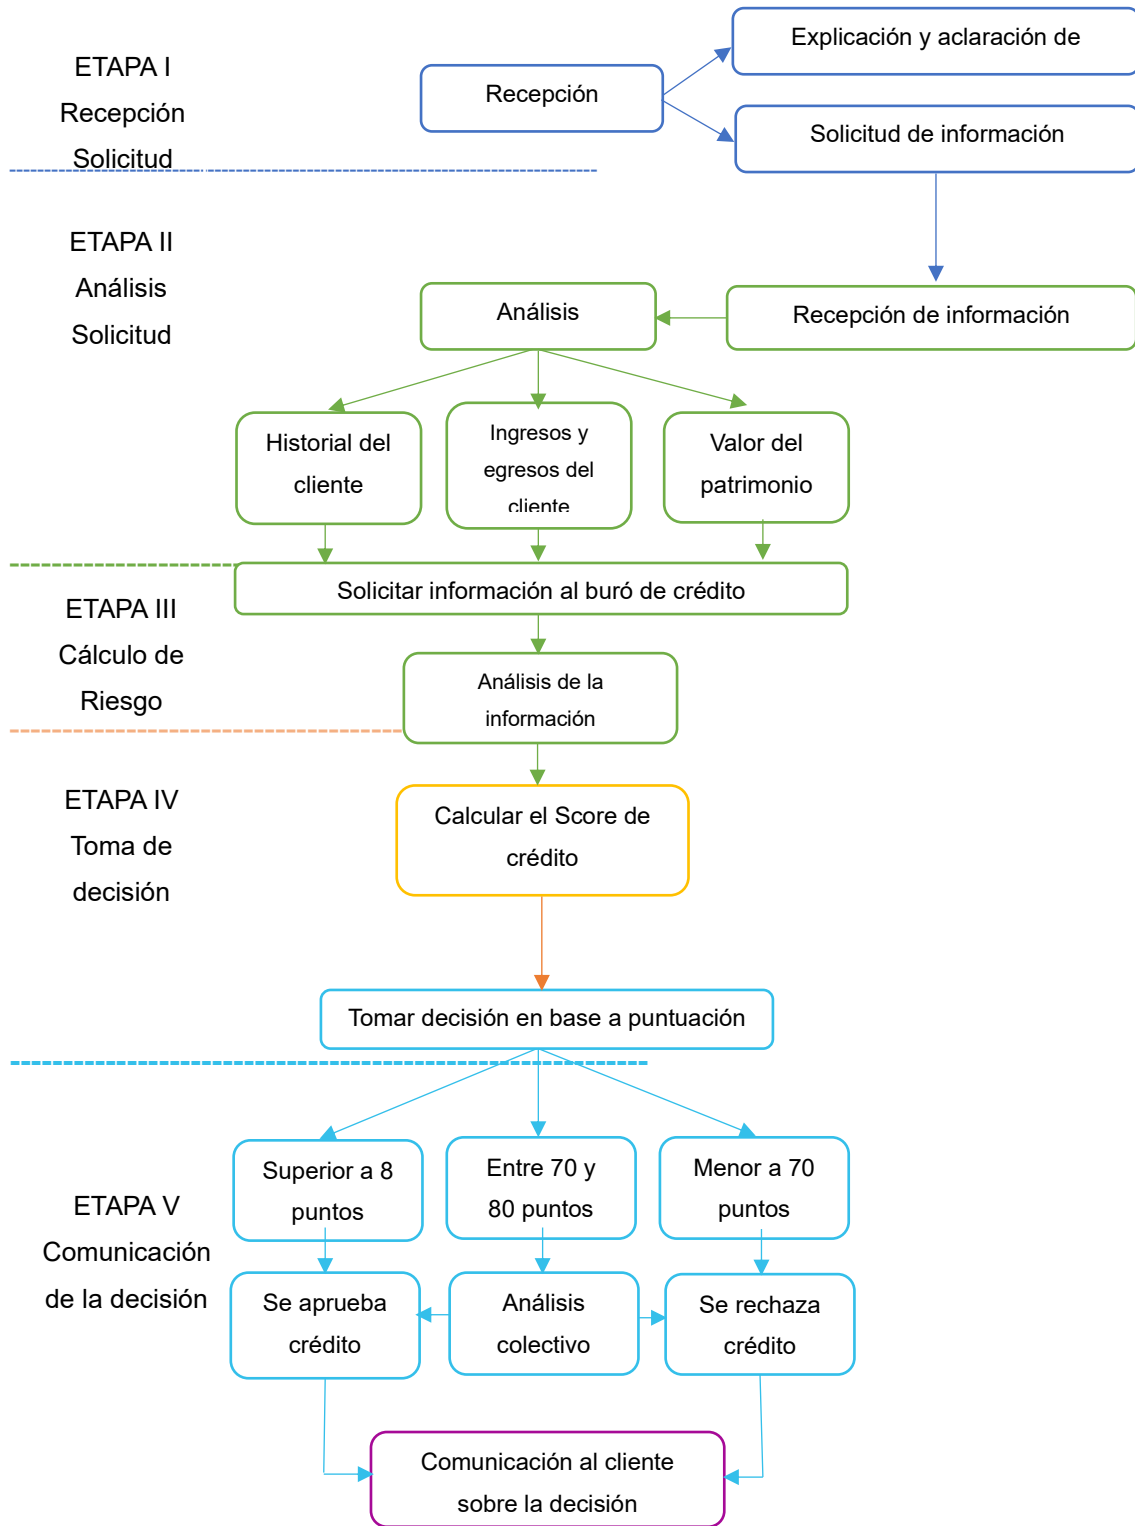 ETAPA I
Recepción
Solicitud
Recepción
Explicación y aclaración de
Solicitud de información
ETAPA II
Análisis
Solicitud
Análisis
Recepción de información
Historial del
cliente
Ingresos y
egresos del
cliente
Valor del
patrimonio
Solicitar información al buró de crédito
ETAPA III
Cálculo de
Riesgo
Análisis de la
información
ETAPA IV
Toma de
decisión
Calcular el Score de
crédito
Tomar decisión en base a puntuación
ETAPA V
Comunicación
de la decisión
Superior a 8
puntos
Entre 70 y
80 puntos
Menor a 70
puntos
Se aprueba
crédito
Análisis
colectivo
Se rechaza
crédito
Comunicación al cliente
sobre la decisión